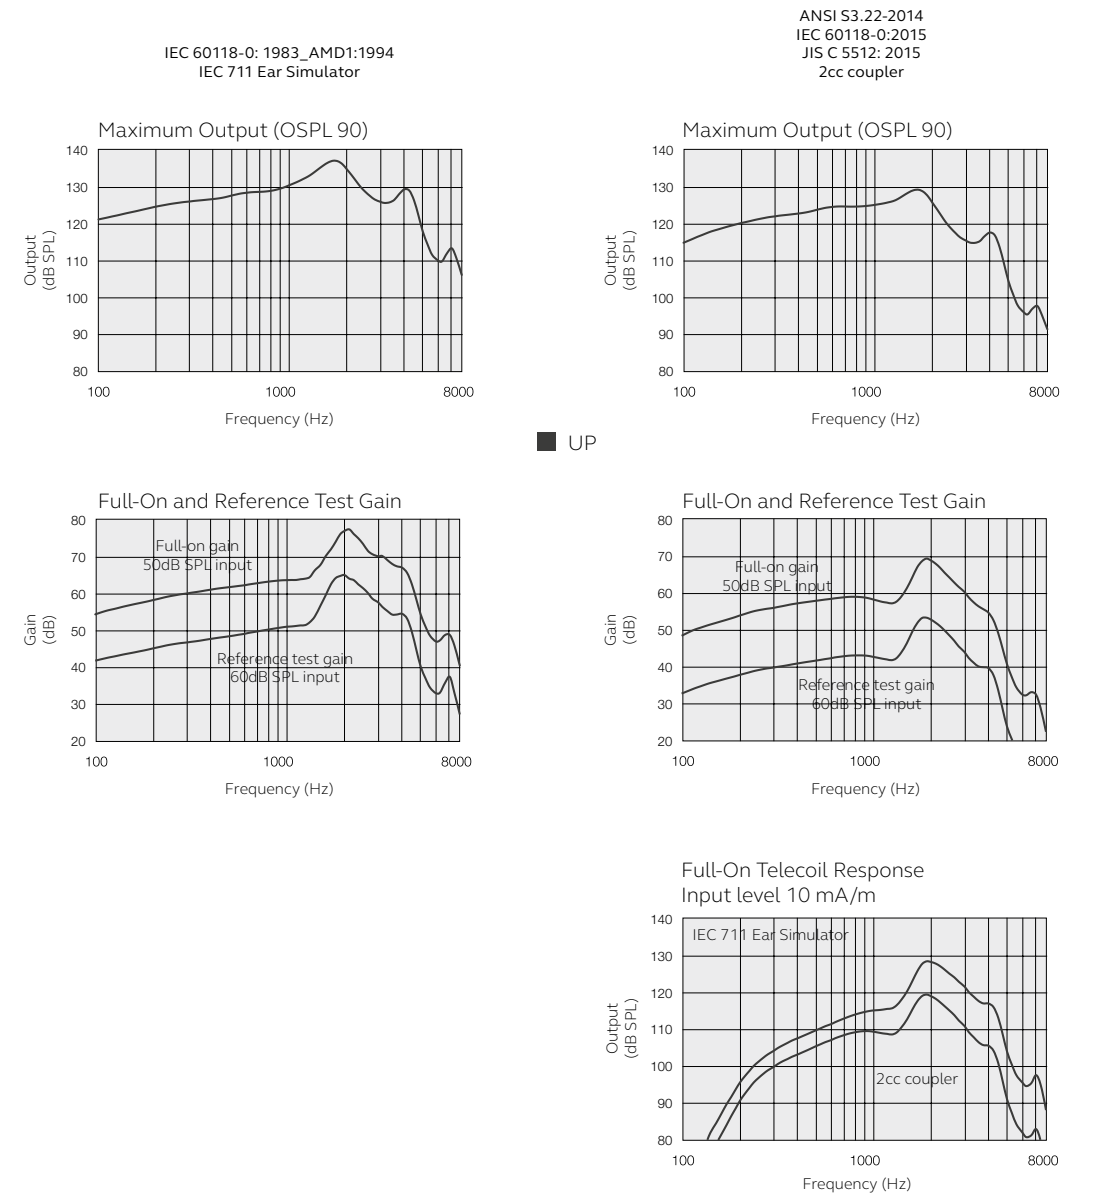 IEC 60118-0: 1983_AMD1:1994
IEC 711 Ear Simulator
ANSI S3.22-2014
IEC 60118-0:2015
JIS C 5512: 2015
2cc coupler
Maximum Output (OSPL 90)
140
130
120
110
100
90
80
Output
(dB SPL)
100
1000
8000
Frequency (Hz)
Maximum Output (OSPL 90)
140
130
120
110
100
90
80
Output
(dB SPL)
100
1000
8000
Frequency (Hz)
UP
Full-On and Reference Test Gain
80
70
60
50
40
30
20
Gain
(dB)
Full-on gain
50dB SPL input
Reference test gain
60dB SPL input
100
1000
8000
Frequency (Hz)
Full-On and Reference Test Gain
80
70
60
50
40
30
20
Gain
(dB)
Full-on gain
50dB SPL input
Reference test gain
60dB SPL input
100
1000
8000
Frequency (Hz)
Full-On Telecoil Response
Input level 10 mA/m
140
130
120
110
100
90
80
Output
(dB SPL)
IEC 711 Ear Simulator
2cc coupler
100
1000
8000
Frequency (Hz)